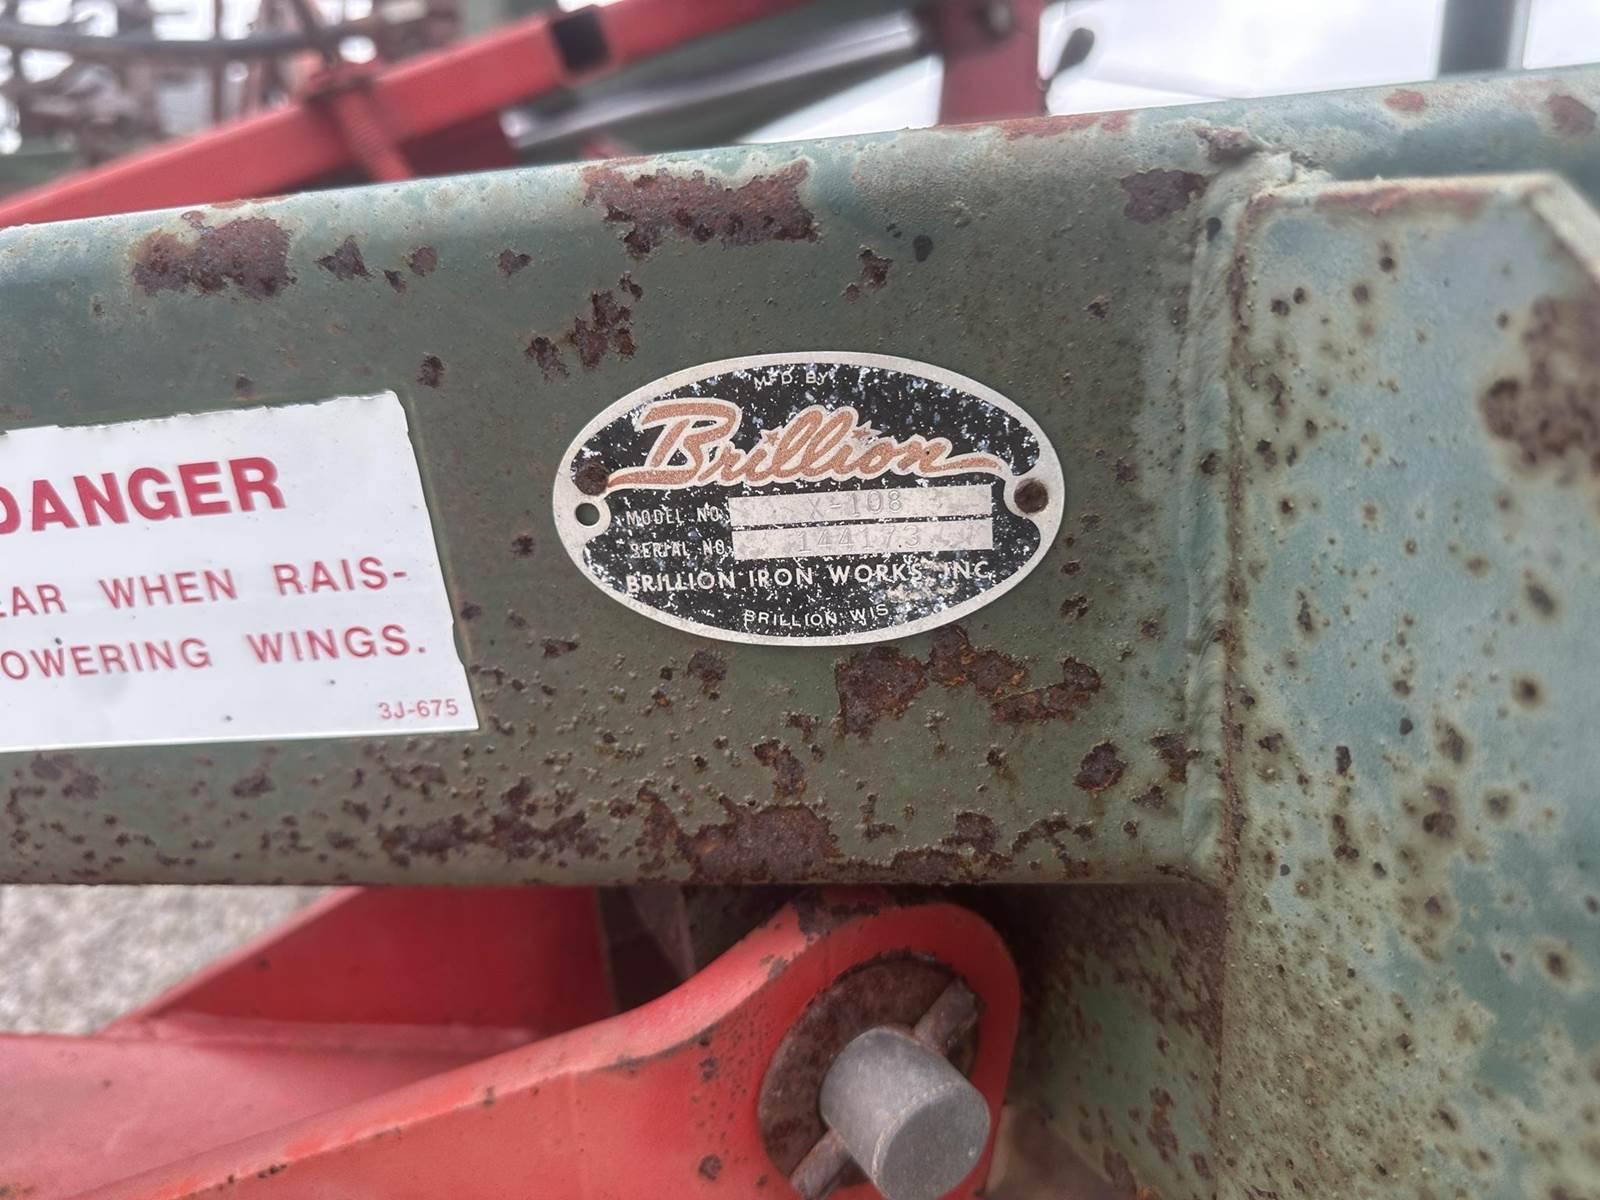 DANGER
EAR WHEN RAIS-
OWERING WINGS.
3J-675
MFD. BY
Brillion
MODEL NO. X-108
SERIAL NO. 144173
BRILLION IRON WORKS, INC.
BRILLION, WIS.